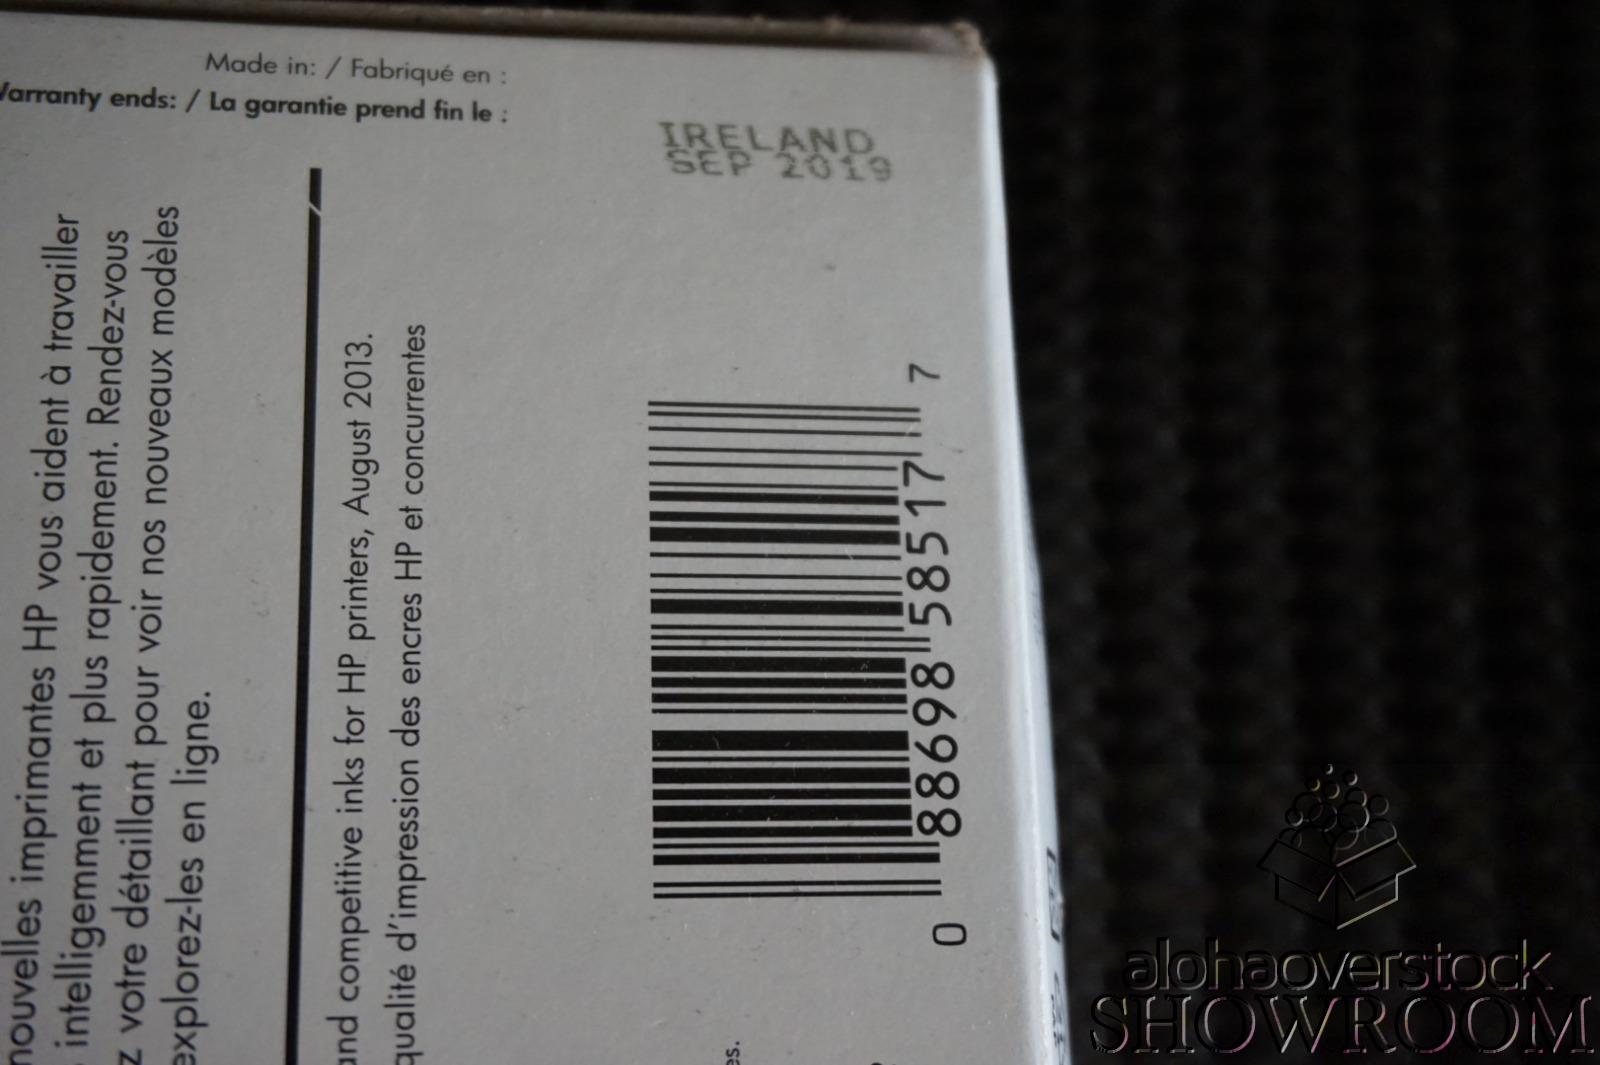 Made in: / Fabriqué en :
Warranty ends: / La garantie prend fin le :
IRELAND
SEP 2019
nouvelles imprimantes HP vous aident à travailler
intelligemment et plus rapidement. Rendez-vous
z votre détaillant pour voir nos nouveaux modèles
explorez-les en ligne.
and competitive inks for HP printers, August 2013.
qualité d'impression des encres HP et concurrentes
es.
0 88698 58517 7
alohaoverstock
SHOWROOM